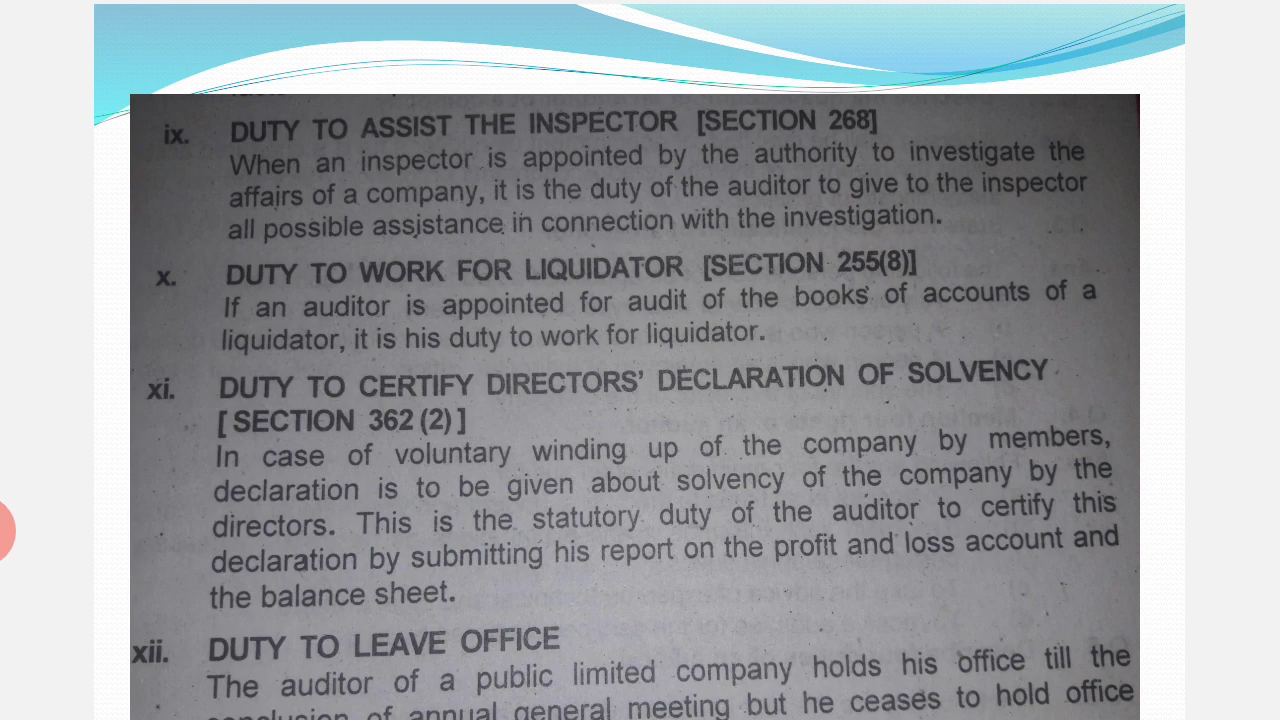 ix. DUTY TO ASSIST THE INSPECTOR [SECTION 268]
When an inspector is appointed by the authority to investigate the
affairs of a company, it is the duty of the auditor to give to the inspector
all possible assistance in connection with the investigation.
x. DUTY TO WORK FOR LIQUIDATOR [SECTION 255(8)]
If an auditor is appointed for audit of the books of accounts of a
liquidator, it is his duty to work for liquidator.
xi. DUTY TO CERTIFY DIRECTORS' DECLARATION OF SOLVENCY
[ SECTION 362 (2) ]
In case of voluntary winding up of the company by members,
declaration is to be given about solvency of the company by the
directors. This is the statutory duty of the auditor to certify this
declaration by submitting his report on the profit and loss account and
the balance sheet.
xii. DUTY TO LEAVE OFFICE
The auditor of a public limited company holds his office till the
conclusion of annual general meeting but he ceases to hold office